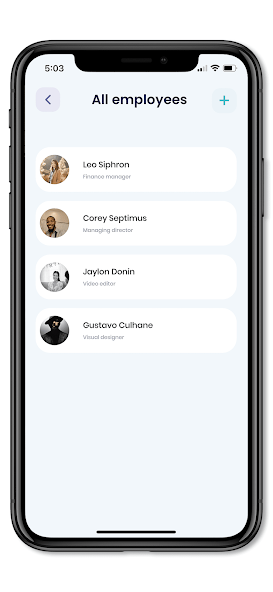 5:03
All employees
Leo Siphron
Finance manager
Corey Septimus
Managing director
Jaylon Donin
Video editor
Gustavo Culhane
Visual designer